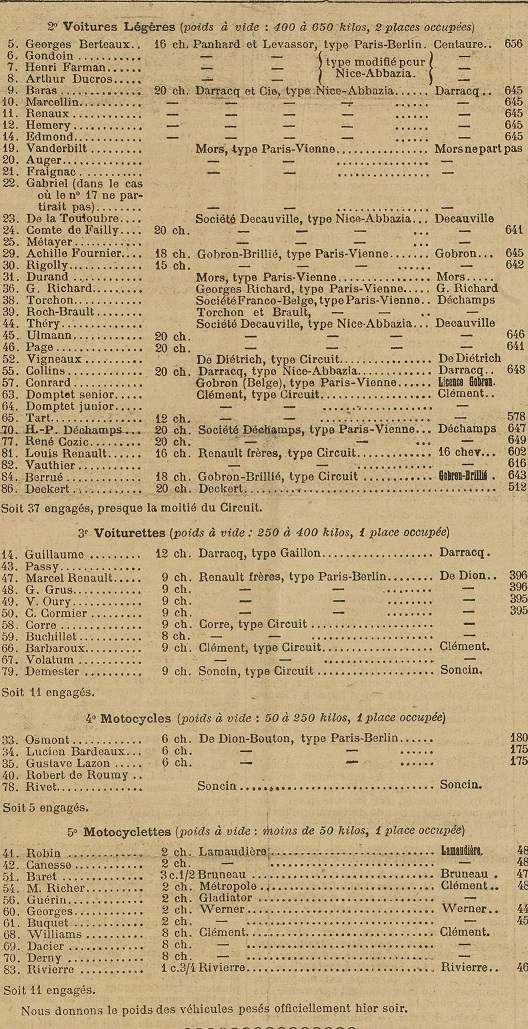 2º Voitures Légères (poids à vide : 400 à 650 kilos, 2 places occupées)
5. Georges Berteaux.. 16 ch. Panhard et Levassor, type Paris-Berlin. Centaure.. 656
6. Gondoin ........... — — { type modifié pour } —
7. Henri Farman...... — — { Nice-Abbazia. } —
8. Arthur Ducros..... — — —
9. Baras ............. 20 ch. Darracq et Cie, type Nice-Abbazia...... Darracq.. 645
10. Marcellin.......... — — — — ...... — 645
11. Renaux ............ — — — — ...... — 645
12. Hemery ............ — — — — ...... — 645
14. Edmond............ — — — — ...... — 645
19. Vanderbilt ......... Mors, type Paris-Vienne................ Mors ne part pas
20. Auger.............. — — ................ —
21. Fraignac ........... — — ................ —
22. Gabriel (dans le cas
où le nº 17 ne par-
tirait pas)........ — — ................ —
23. De la Touloubre.... Société Decauville, type Nice-Abbazia... Decauville
24. Comte de Failly.... 20 ch. — — — ... — 641
25. Métayer............ — — — ... —
29. Achille Fournier.... 18 ch. Gobron-Brillié, type Paris-Vienne....... Gobron... 645
30. Rigolly ............ 15 ch. — — ....... — 642
31. Durand ............ Mors, type Paris-Vienne................ Mors.....
36. G. Richard.......... Georges Richard, type Paris-Vienne...... G. Richard
38. Torchon............ Société Franco-Belge, type Paris-Vienne.. Déchamps
39. Roch-Brault........ Torchon et Brault, — — .. —
44. Théry.............. Société Decauville, type Nice-Abbazia... Decauville
45. Ulmann ............ 20 ch. — — — ... — 646
46. Page ............... 20 ch. — — — ... — 641
52. Vigneaux .......... De Diétrich, type Circuit............... De Diétrich
55. Collins............. 20 ch. Darracq, type Nice-Abbazia............. Darracq.. 648
57. Conrard ............ Gobron (Belge), type Paris-Vienne...... Licence Gobron.
63. Domptet senior..... Clément, type Circuit.................. Clément..
64. Domptet junior..... — — .................. —
65. Tart................ 12 ch. — — .................. — 578
70. H.-P. Déchamps... 20 ch. Société Déchamps, type Paris-Vienne... Déchamps 647
77. René Cozic......... 20 ch. — — — ... — 649
81. Louis Renault...... 16 ch. Renault frères, type Circuit............ 16 chev... 602
82. Vauthier ........... — — — ............ — 616
84. Berrué.............. 18 ch. Gobron-Brillié, type Circuit ............ Gobron-Brillié . 643
86. Deckert............. 20 ch. Deckert................................. 512
Soit 37 engagés, presque la moitié du Circuit.
3º Voiturettes (poids à vide : 250 à 400 kilos, 1 place occupée)
14. Guillaume ......... 12 ch. Darracq, type Gaillon.................. Darracq.
43. Passy..............
47. Marcel Renault..... 9 ch. Renault frères, type Paris-Berlin........ De Dion.. 396
48. G. Grus............ 9 ch. — — ........ — 396
49. V. Oury............ 9 ch. — — ........ — 395
50. C. Cormier ......... 9 ch. — — ........ — 395
58. Corre .............. 9 ch. Corre, type Circuit .................... —
59. Buchillet ........... 8 ch. — — .................... —
66. Barbaroux.......... 9 ch. Clément, type Circuit.................. Clément.
67. Volatum ........... — — .................. —
79. Demester .......... 9 ch. Soncin, type Circuit ................... Soncin.
Soit 11 engagés.
4º Motocycles (poids à vide : 50 à 250 kilos, 1 place occupée)
33. Osmont ............ 6 ch. De Dion-Bouton, type Paris-Berlin...... — 180
34. Lucien Bardeaux... 6 ch. — — ...... — 175
35. Gustave Lazon ..... 6 ch. — — ...... — 175
40. Robert de Roumy ..
78. Rivet............... Soncin ................................ Soncin.
Soit 5 engagés.
5º Motocyclettes (poids à vide : moins de 50 kilos, 1 place occupée)
41. Robin .............. 2 ch. Lamaudière............................ Lamaudière. 48
42. Canesse ............ 2 ch. — ............................ — 48
51. Baret .............. 3 c.1/2 Bruneau ............................... Bruneau . 47
54. M. Richer........... 2 ch. Métropole .............................. Clément.. 48
56. Guérin.............. 2 ch. Gladiator .............................. —
60. Georges............. 2 ch. Werner ................................ Werner.. 44
61. Buquet ............. 2 ch. — ................................ — 45
68. Williams ........... 8 ch. Clément................................ Clément.
69. Dacier ............. 8 ch. — ................................ —
70. Derny .............. 8 ch. — ................................ —
83. Rivierre ............ 1 c.3/4 Rivierre................................ Rivierre.. 46
Soit 11 engagés.
Nous donnons le poids des véhicules pesés officiellement hier soir.